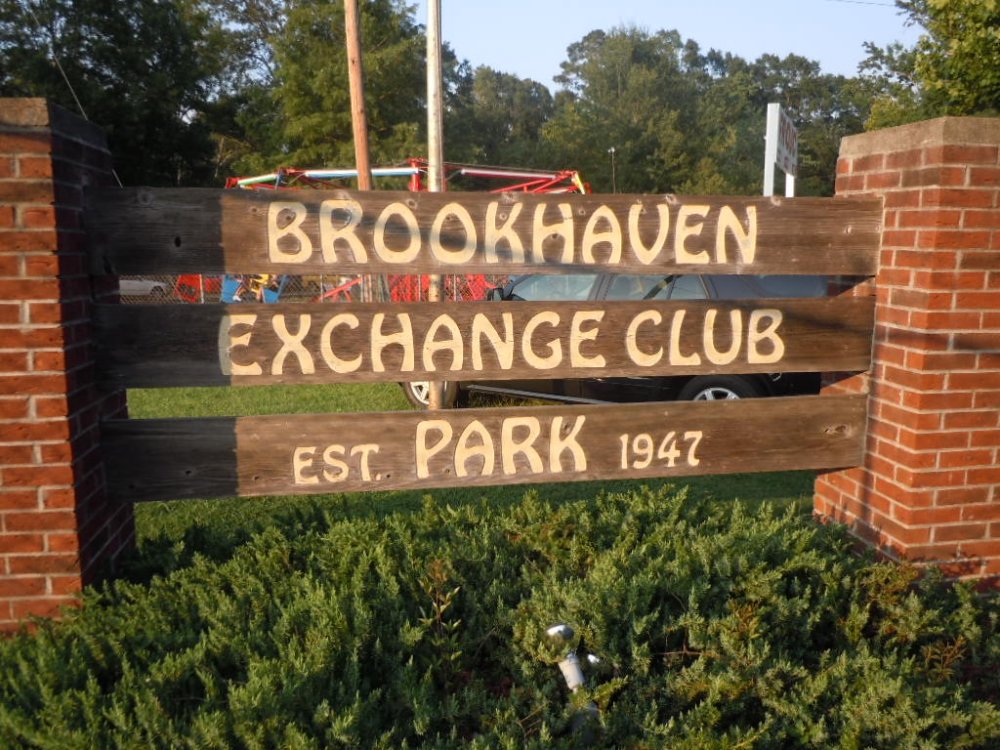 BROOKHAVEN
EXCHANGE CLUB
EST. PARK 1947